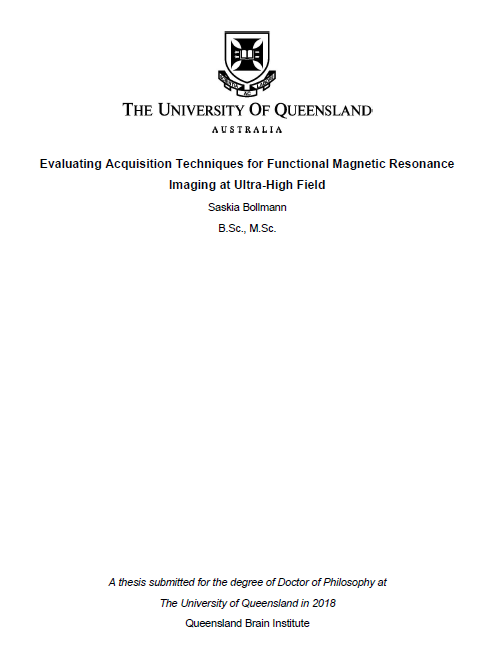 THE UNIVERSITY OF QUEENSLAND
AUSTRALIA
Evaluating Acquisition Techniques for Functional Magnetic Resonance
Imaging at Ultra-High Field
Saskia Bollmann
B.Sc., M.Sc.
A thesis submitted for the degree of Doctor of Philosophy at
The University of Queensland in 2018
Queensland Brain Institute